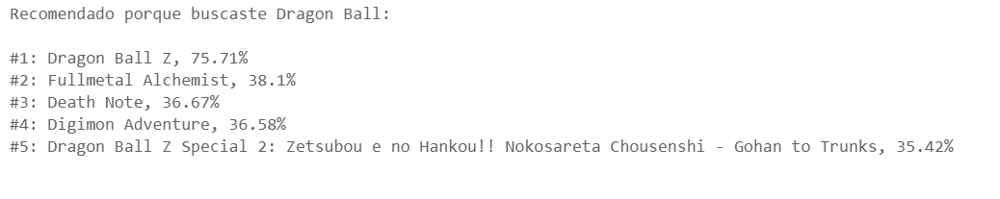 Recomendado porque buscaste Dragon Ball:
#1: Dragon Ball Z, 75.71%
#2: Fullmetal Alchemist, 38.1%
#3: Death Note, 36.67%
#4: Digimon Adventure, 36.58%
#5: Dragon Ball Z Special 2: Zetsubou e no Hankou!! Nokosareta Chousenshi - Gohan to Trunks, 35.42%